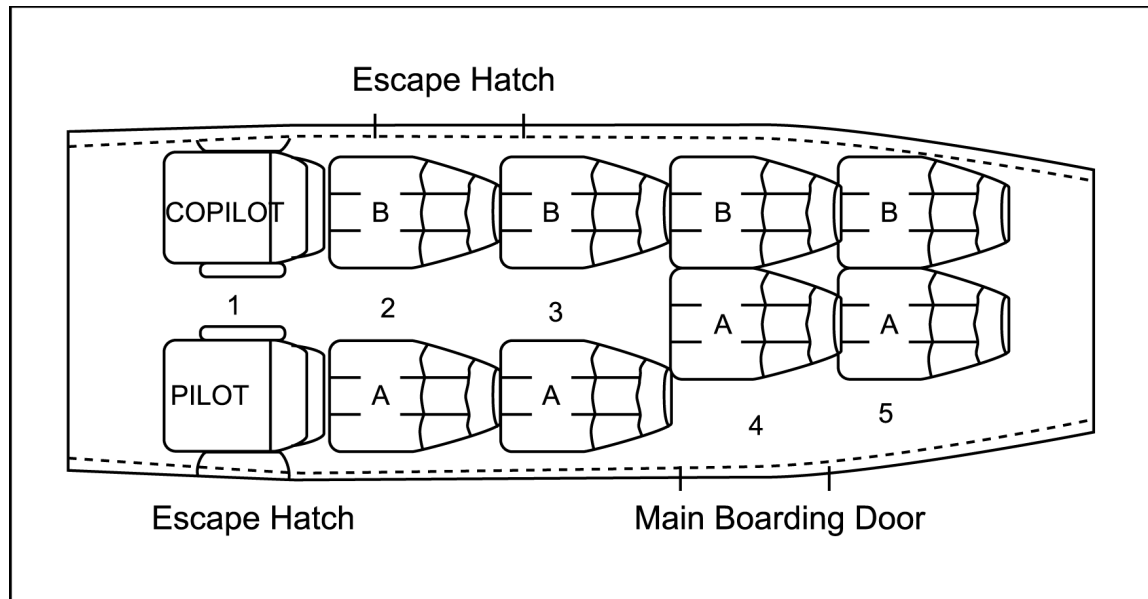 Escape Hatch
COPILOT B B B B
1 2 3
A A
PILOT A A
4 5
Escape Hatch Main Boarding Door